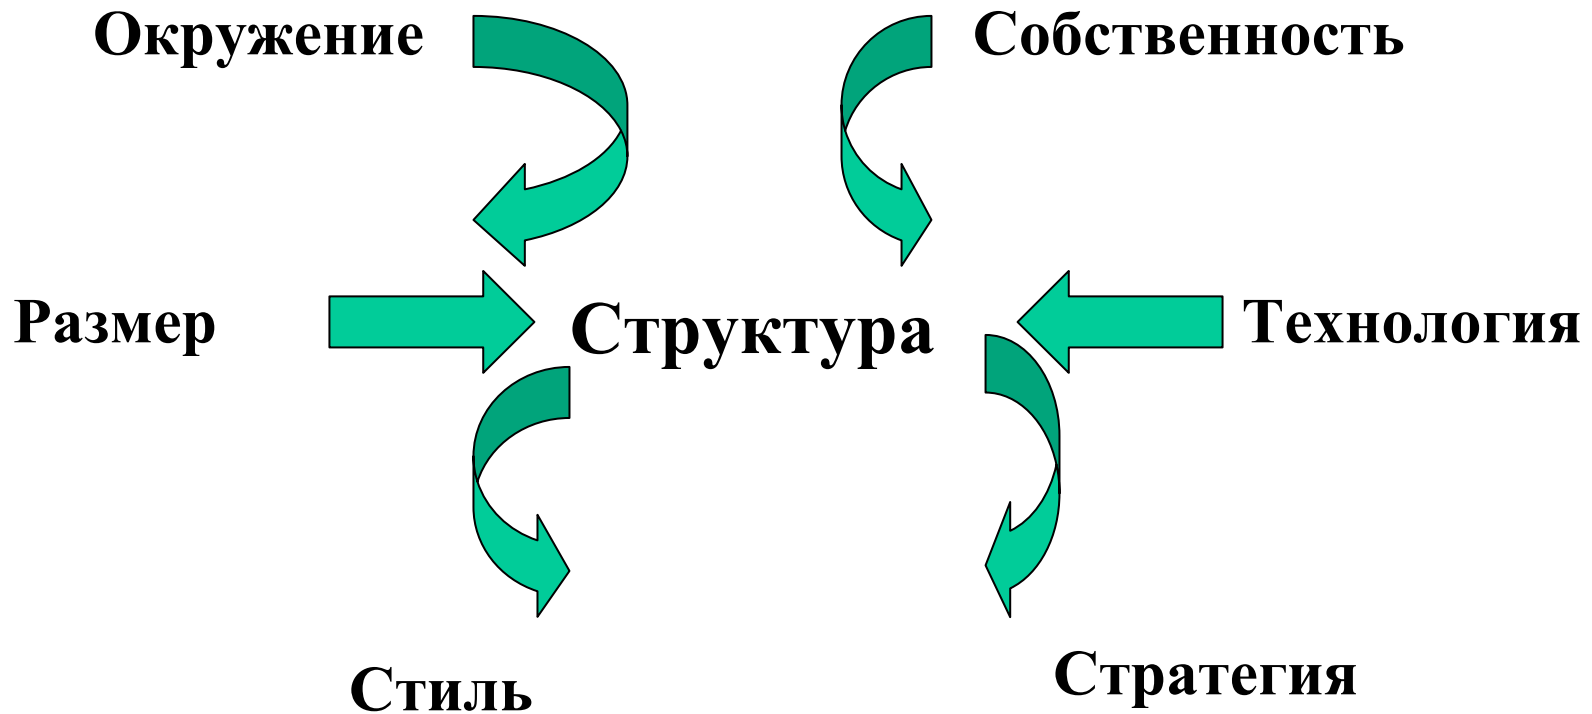 Окружение
Собственность
Размер
Структура
Технология
Стиль
Стратегия